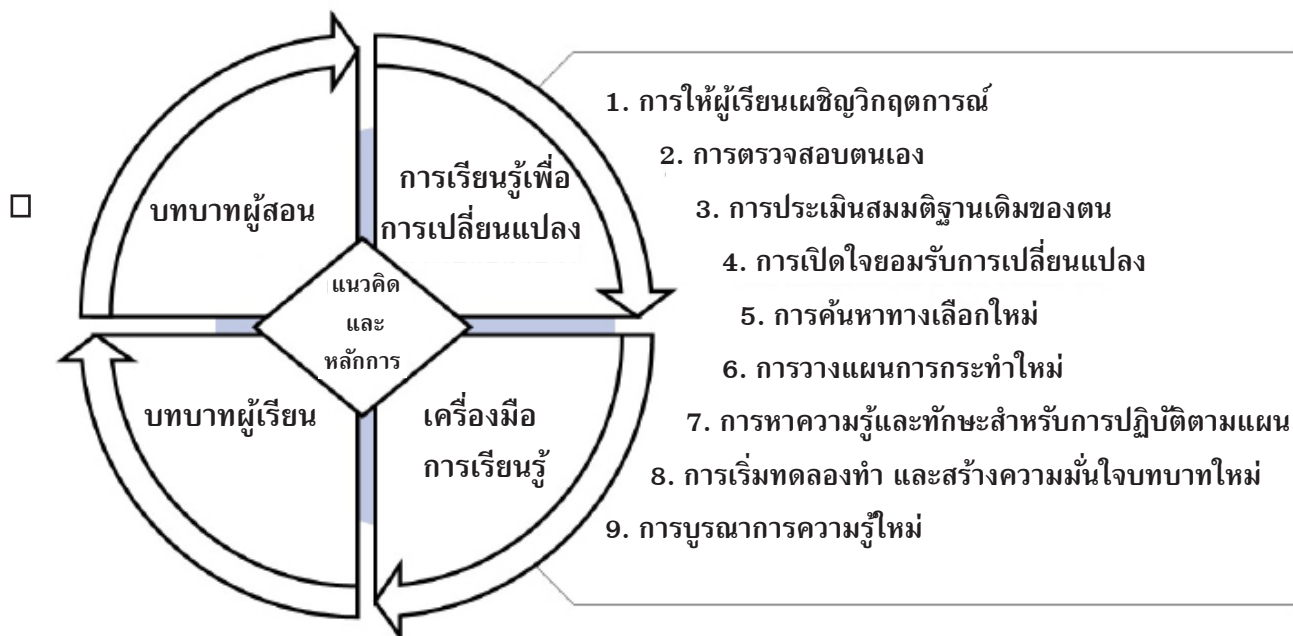 บทบาทผู้สอน
การเรียนรู้เพื่อ
การเปลี่ยนแปลง
แนวคิด
และ
หลักการ
บทบาทผู้เรียน
เครื่องมือ
การเรียนรู้
1. การให้ผู้เรียนเผชิญวิกฤตการณ์
2. การตรวจสอบตนเอง
3. การประเมินสมมติฐานเดิมของตน
4. การเปิดใจยอมรับการเปลี่ยนแปลง
5. การค้นหาทางเลือกใหม่
6. การวางแผนการกระทำใหม่
7. การหาความรู้และทักษะสำหรับการปฏิบัติตามแผน
8. การเริ่มทดลองทำ และสร้างความมั่นใจบทบาทใหม่
9. การบูรณาการความรู้ใหม่